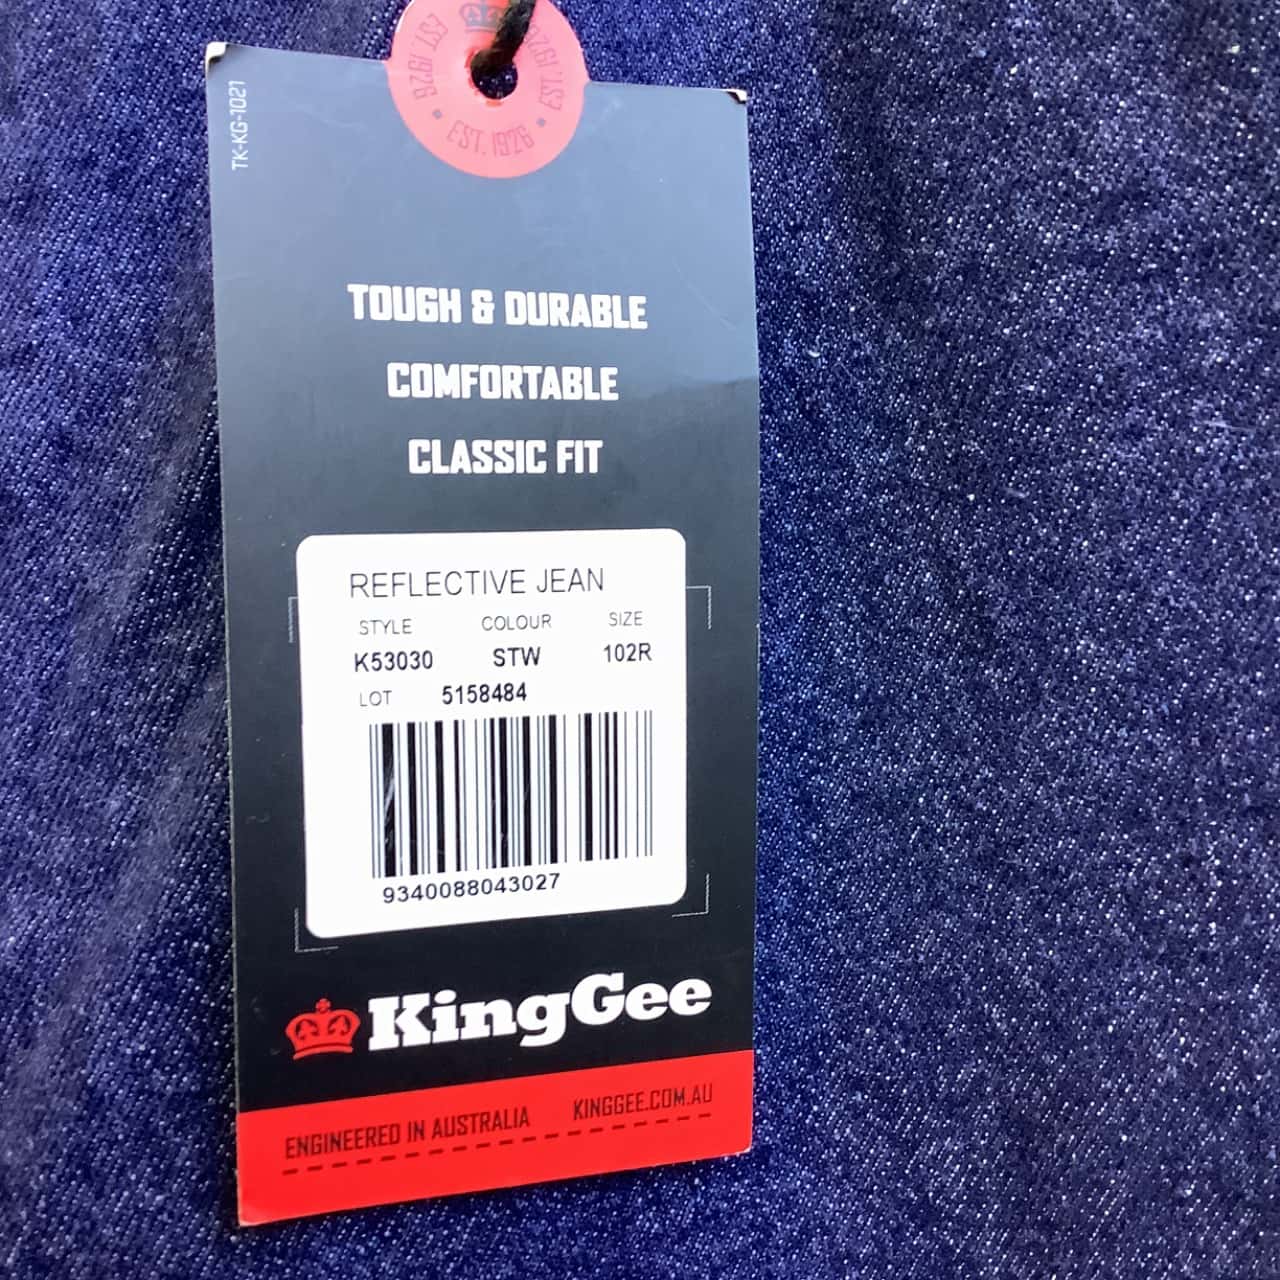 EST. 1926 • EST. 1926 • EST. 1926
TK-KG-1021
TOUGH & DURABLE
COMFORTABLE
CLASSIC FIT
REFLECTIVE JEAN
STYLE COLOUR SIZE
K53030 STW 102R
LOT 5158484
9340088043027
KingGee
ENGINEERED IN AUSTRALIA KINGGEE.COM.AU